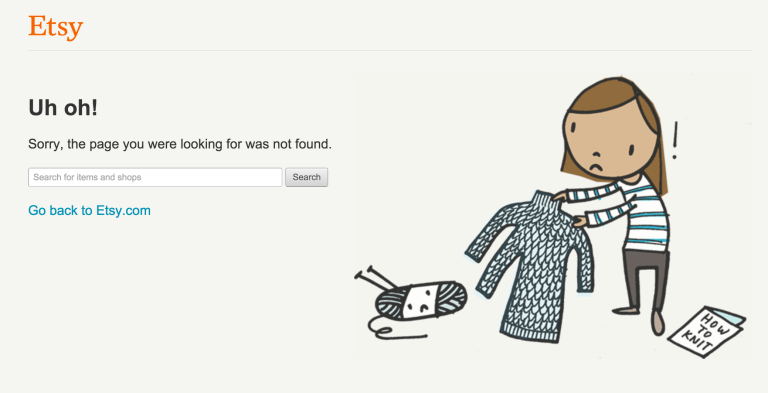 Etsy
Uh oh!
Sorry, the page you were looking for was not found.
Search for items and shops
Search
Go back to Etsy.com
!
HOW
TO
KNIT